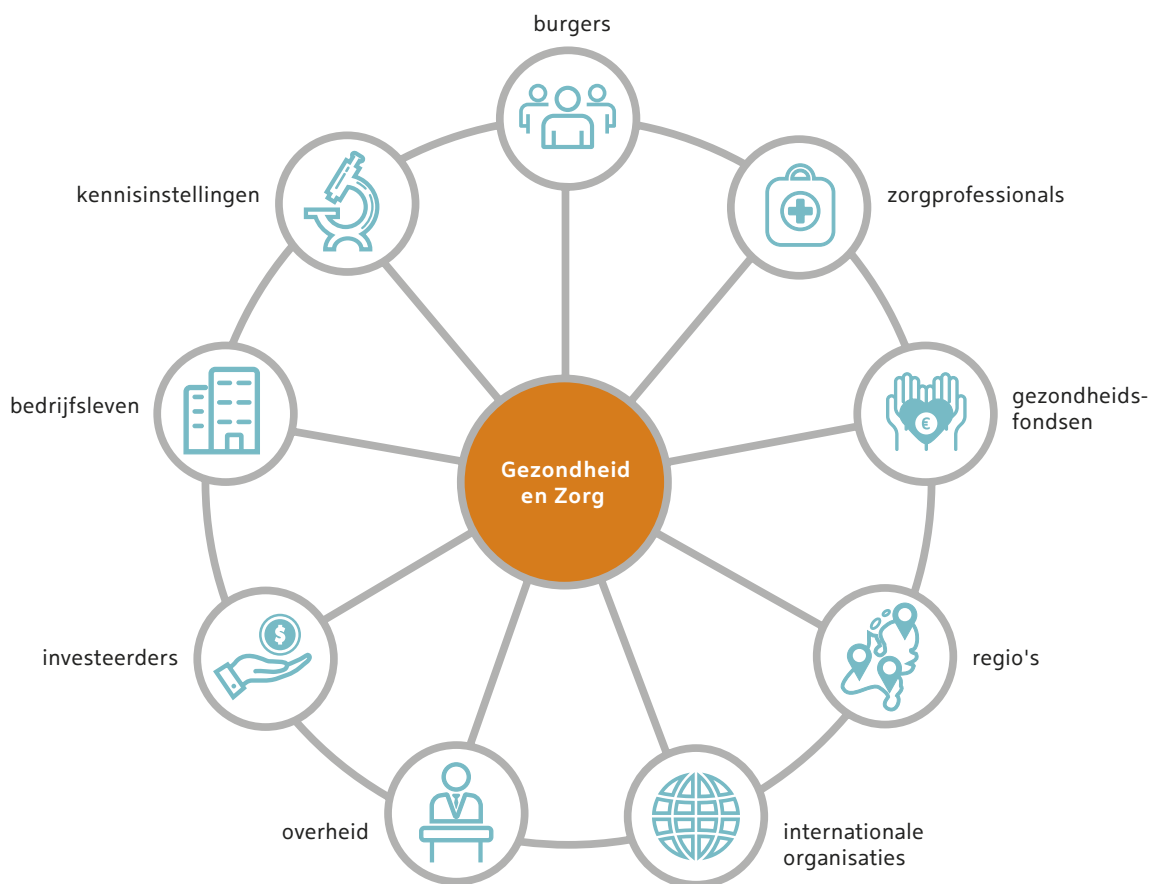 burgers
kennisinstellingen
zorgprofessionals
bedrijfsleven
gezondheids-
fondsen
€
Gezondheid
en Zorg
$
investeerders
regio's
overheid
internationale
organisaties